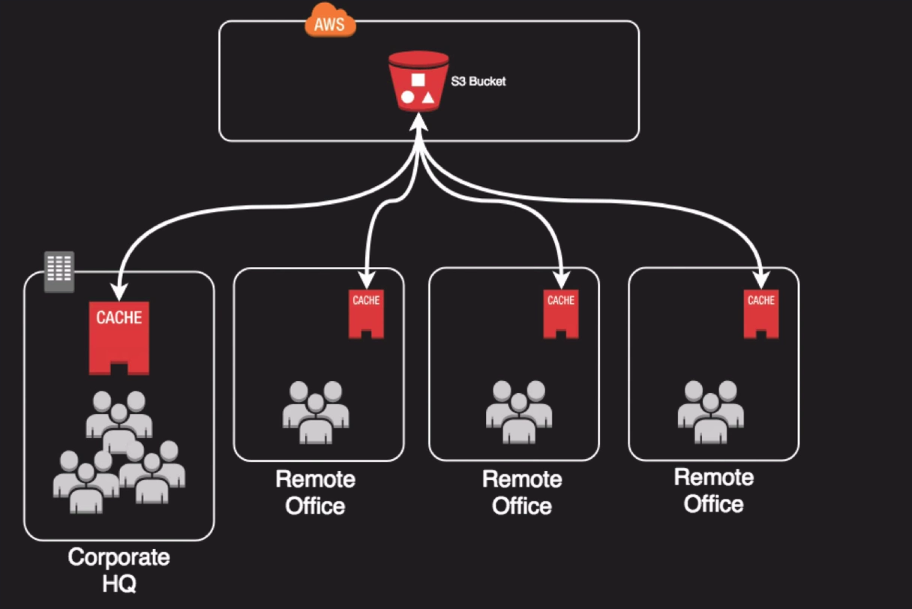 AWS
S3 Bucket
CACHE
CACHE
CACHE
CACHE
Remote
Office
Remote
Office
Remote
Office
Corporate
HQ